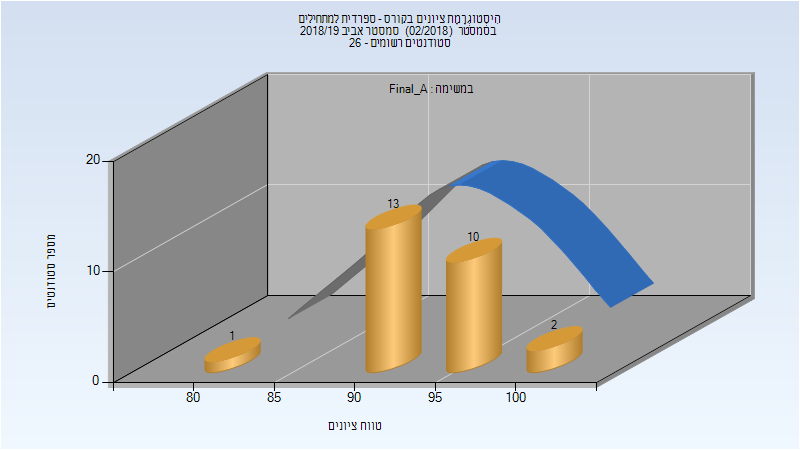 היסטוגרמת ציונים בקורס - ספרדית למתחילים
בסמסטר (02/2018) סמסטר אביב 2018/19
סטודנטים רשומים - 26
במשימה : Final_A
20
10
0
מספר סטודנטים
13
10
1
2
80 85 90 95 100
טווח ציונים